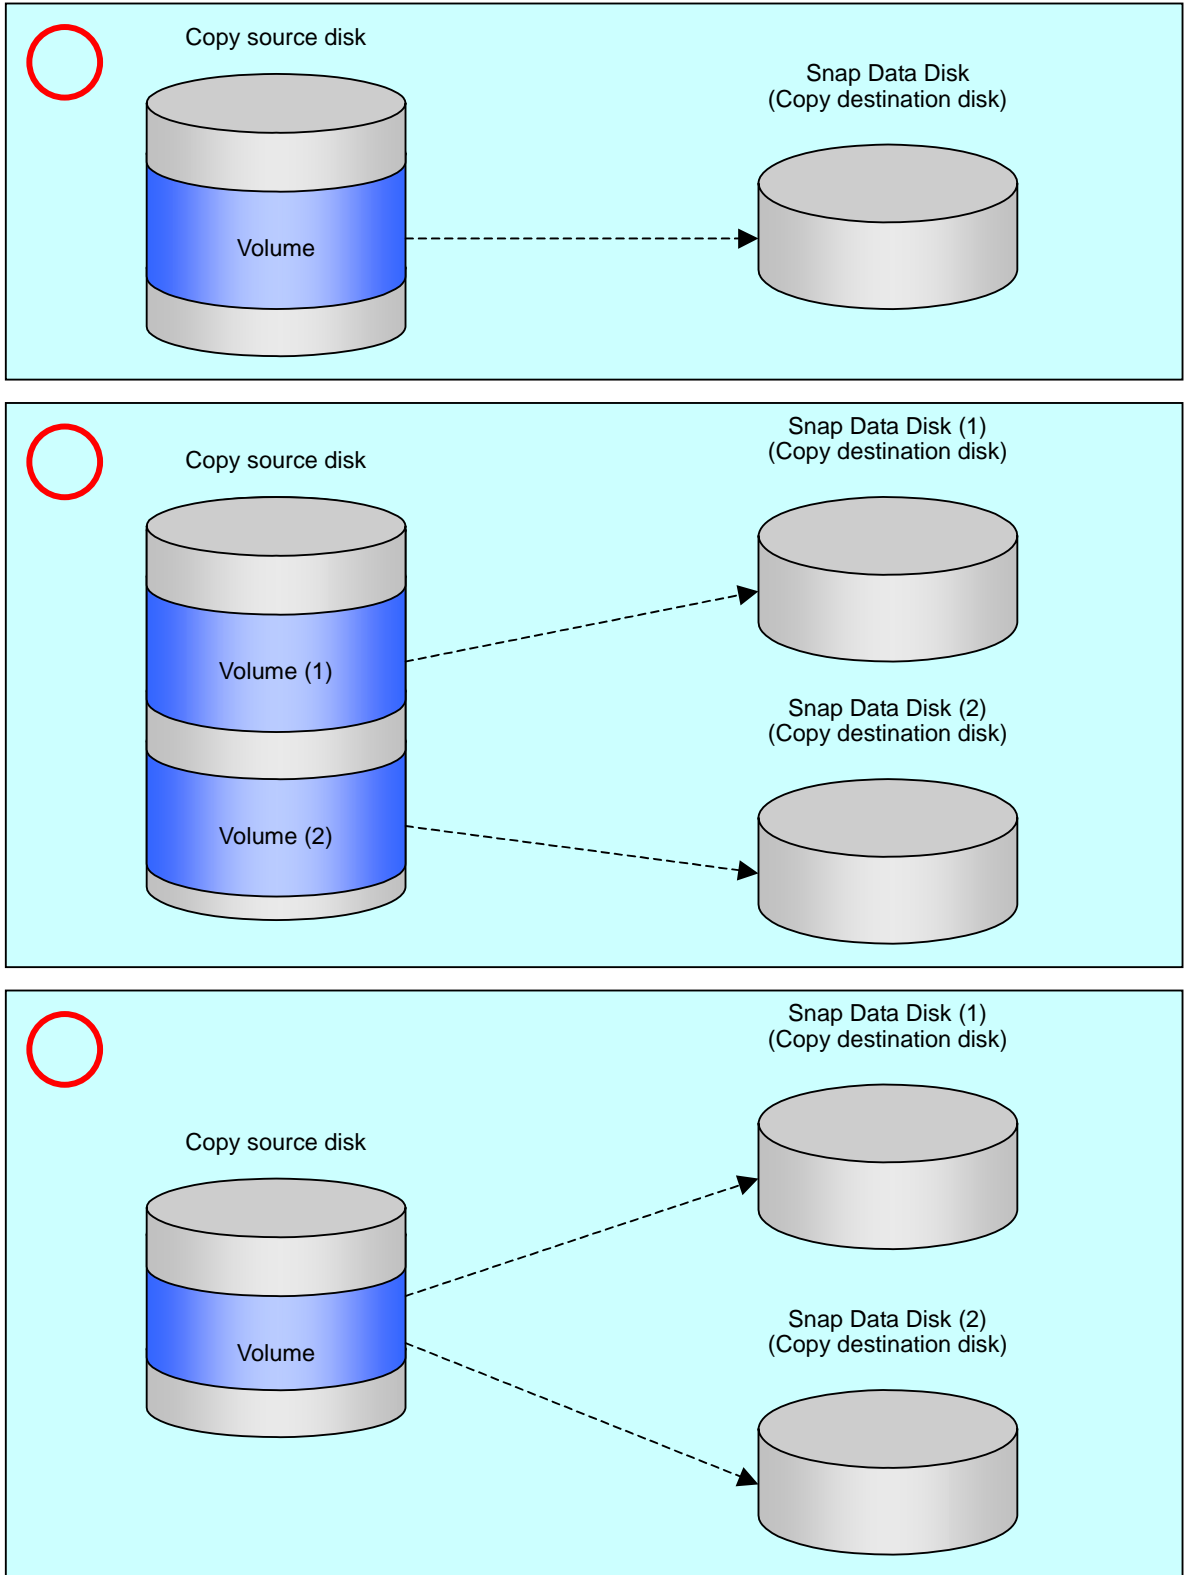 Copy source disk
Snap Data Disk
(Copy destination disk)
Volume
Snap Data Disk (1)
(Copy destination disk)
Copy source disk
Volume (1)
Snap Data Disk (2)
(Copy destination disk)
Volume (2)
Snap Data Disk (1)
(Copy destination disk)
Copy source disk
Snap Data Disk (2)
(Copy destination disk)
Volume